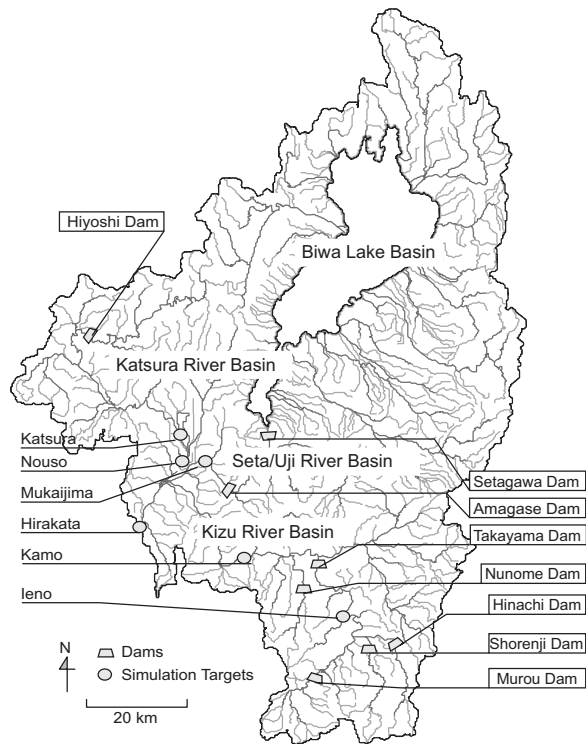 Hiyoshi Dam
Biwa Lake Basin
Katsura River Basin
Katsura
Nouso
Seta/Uji River Basin
Mukaijima
Setagawa Dam
Amagase Dam
Hirakata
Kizu River Basin
Takayama Dam
Kamo
Nunome Dam
Ieno
Hinachi Dam
Shorenji Dam
Murou Dam
N
Dams
Simulation Targets
20 km